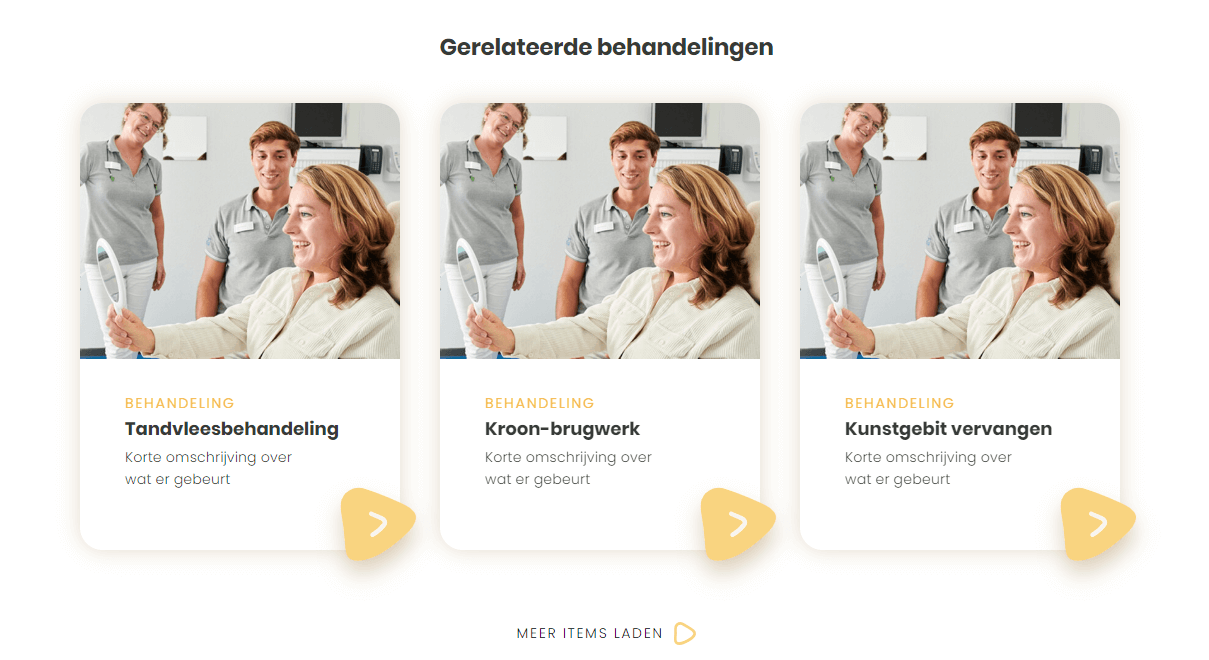 Gerelateerde behandelingen
BEHANDELING
Tandvleesbehandeling
Korte omschrijving over
wat er gebeurt
BEHANDELING
Kroon-brugwerk
Korte omschrijving over
wat er gebeurt
BEHANDELING
Kunstgebit vervangen
Korte omschrijving over
wat er gebeurt
MEER ITEMS LADEN